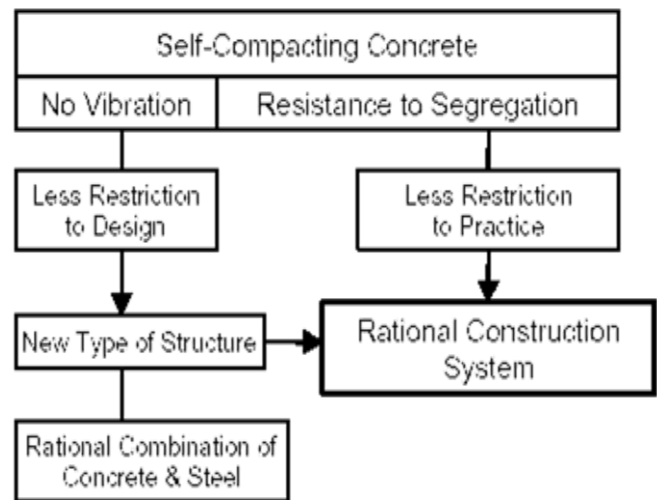 Self-Compacting Concrete
No Vibration
Resistance to Segregation
Less Restriction
to Design
Less Restriction
to Practice
New Type of Structure
Rational Construction
System
Rational Combination of
Concrete & Steel